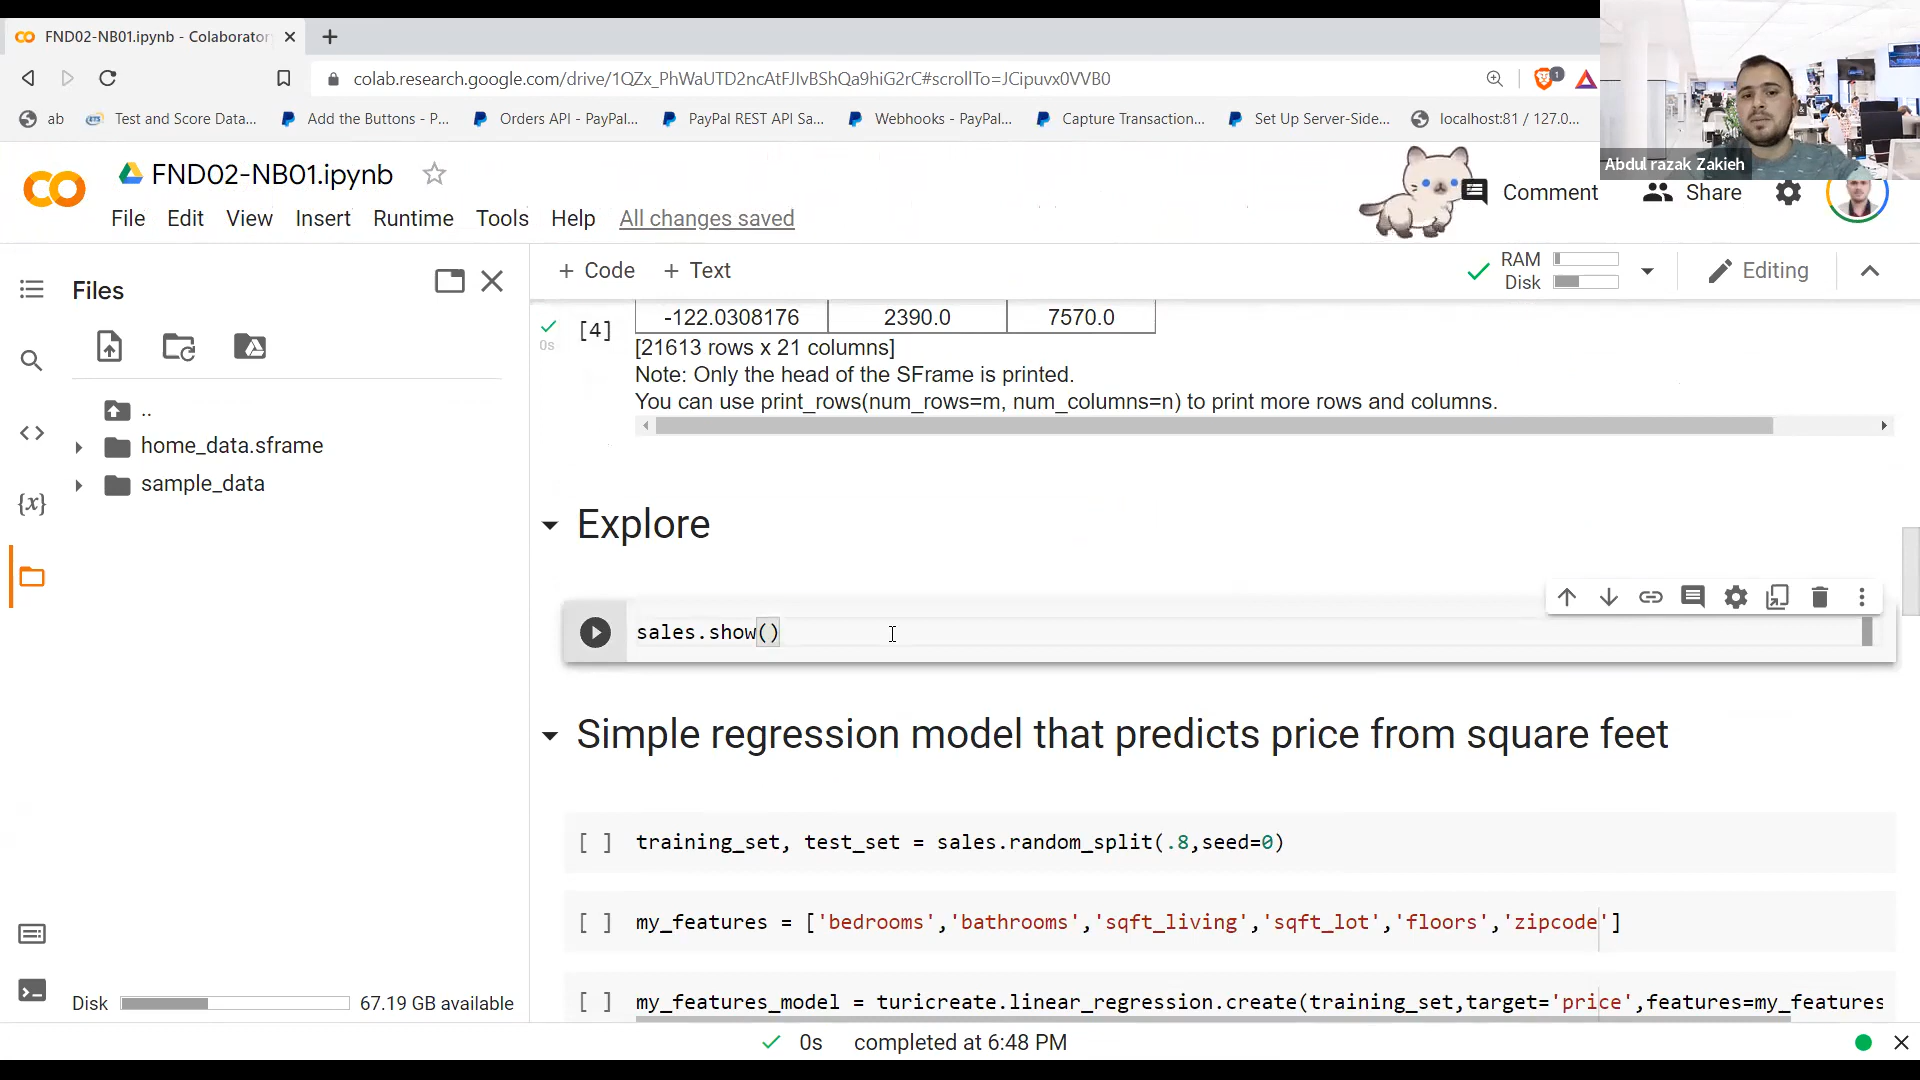 FND02-NB01.ipynb - Colaborator
colab.research.google.com/drive/1QZx_PhWaUTD2ncAtFJIvBShQa9hiG2rC#scrollTo=JCipuvx0VVB0
1
ab
Test and Score Data...
Add the Buttons - P...
Orders API - PayPal...
PayPal REST API Sa...
Webhooks - PayPal...
Capture Transaction...
Set Up Server-Side...
localhost:81 / 127.0...
Abdul razak Zakieh
FND02-NB01.ipynb
Comment
Share
File Edit View Insert Runtime Tools Help All changes saved
+ Code + Text
RAM
Disk
Editing
Files
..
home_data.sframe
sample_data
{x}
Disk 67.19 GB available
0s
[4]
-122.0308176 2390.0 7570.0
[21613 rows x 21 columns]
Note: Only the head of the SFrame is printed.
You can use print_rows(num_rows=m, num_columns=n) to print more rows and columns.
Explore
sales.show()
Simple regression model that predicts price from square feet
[ ] training_set, test_set = sales.random_split(.8,seed=0)
[ ] my_features = ['bedrooms','bathrooms','sqft_living','sqft_lot','floors','zipcode']
[ ] my_features_model = turicreate.linear_regression.create(training_set,target='price',features=my_features
0s completed at 6:48 PM